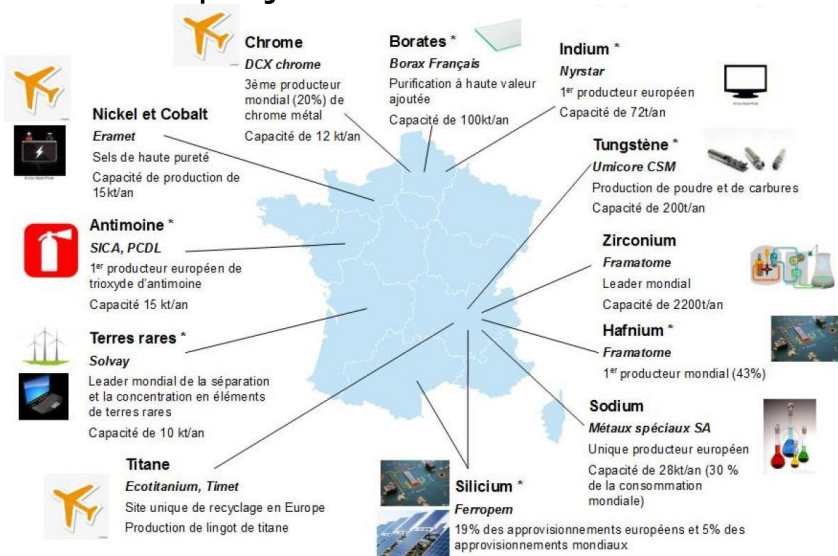 Chrome
DCX chrome
3ème producteur
mondial (20%) de
chrome métal
Capacité de 12 kt/an
Borates *
Borax Français
Purification à haute valeur
ajoutée
Capacité de 100kt/an
Indium *
Nyrstar
1er producteur européen
Capacité de 72t/an
Nickel et Cobalt
Eramet
Sels de haute pureté
Capacité de production de
15kt/an
Tungstène *
Umicore CSM
Production de poudre et de carbures
Capacité de 200t/an
Antimoine *
SICA, PCDL
1er producteur européen de
trioxyde d'antimoine
Capacité 15 kt/an
Zirconium
Framatome
Leader mondial
Capacité de 2200t/an
Terres rares *
Solvay
Leader mondial de la séparation
et la concentration en éléments
de terres rares
Capacité de 10 kt/an
Hafnium *
Framatome
1er producteur mondial (43%)
Sodium
Métaux spéciaux SA
Unique producteur européen
Capacité de 28kt/an (30 %
de la consommation
mondiale)
Titane
Ecotitanium, Timet
Site unique de recyclage en Europe
Production de lingot de titane
Silicium *
Ferropem
19% des approvisionnements européens et 5% des
approvisionnements mondiaux